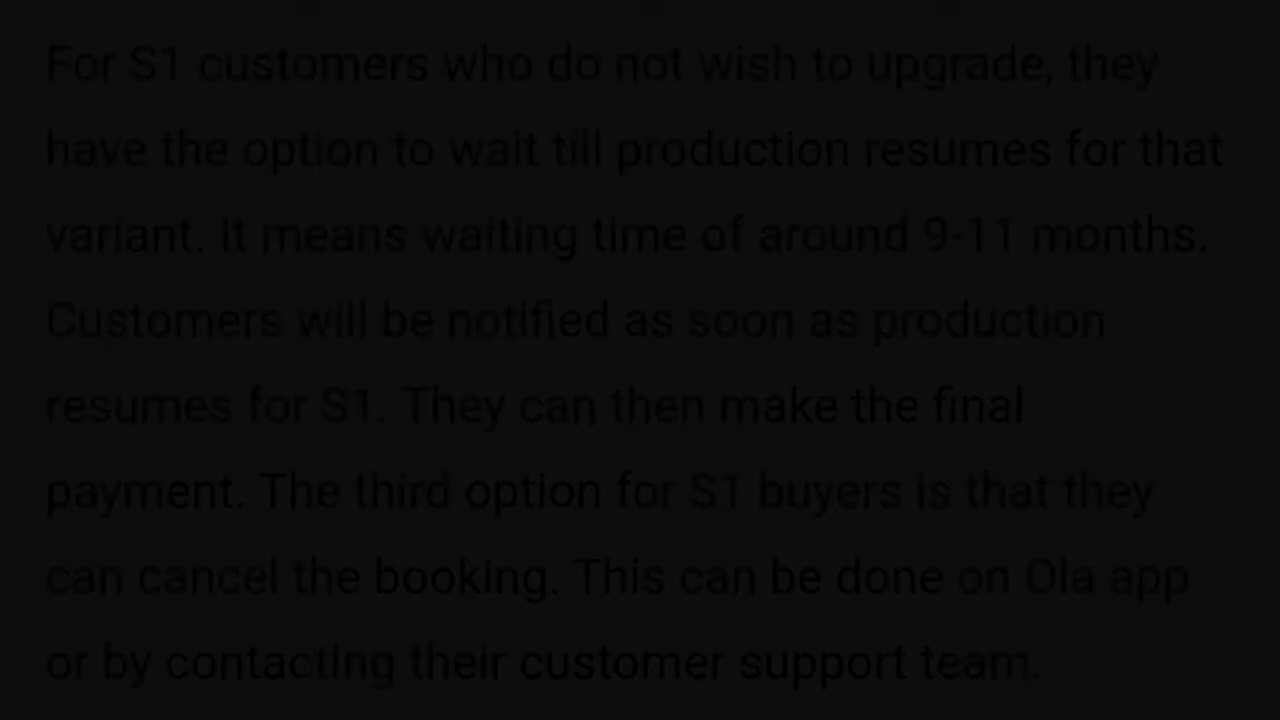 For S1 customers who do not wish to upgrade, they
have the option to wait till production resumes for that
variant. It means waiting time of around 9-11 months.
Customers will be notified as soon as production
resumes for S1. They can then make the final
payment. The third option for S1 buyers is that they
can cancel the booking. This can be done on Ola app
or by contacting their customer support team.